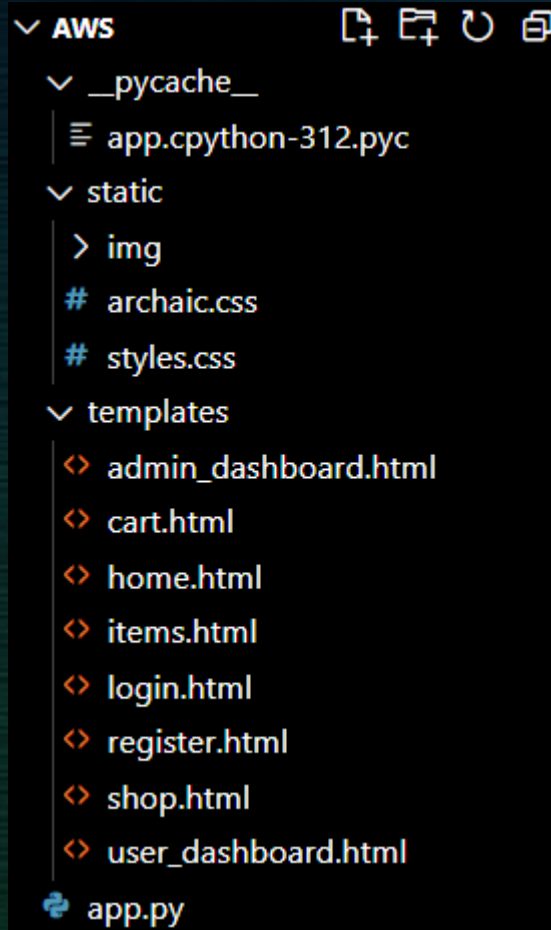 AWS
__pycache__
app.cpython-312.pyc
static
img
archaic.css
styles.css
templates
admin_dashboard.html
cart.html
home.html
items.html
login.html
register.html
shop.html
user_dashboard.html
app.py